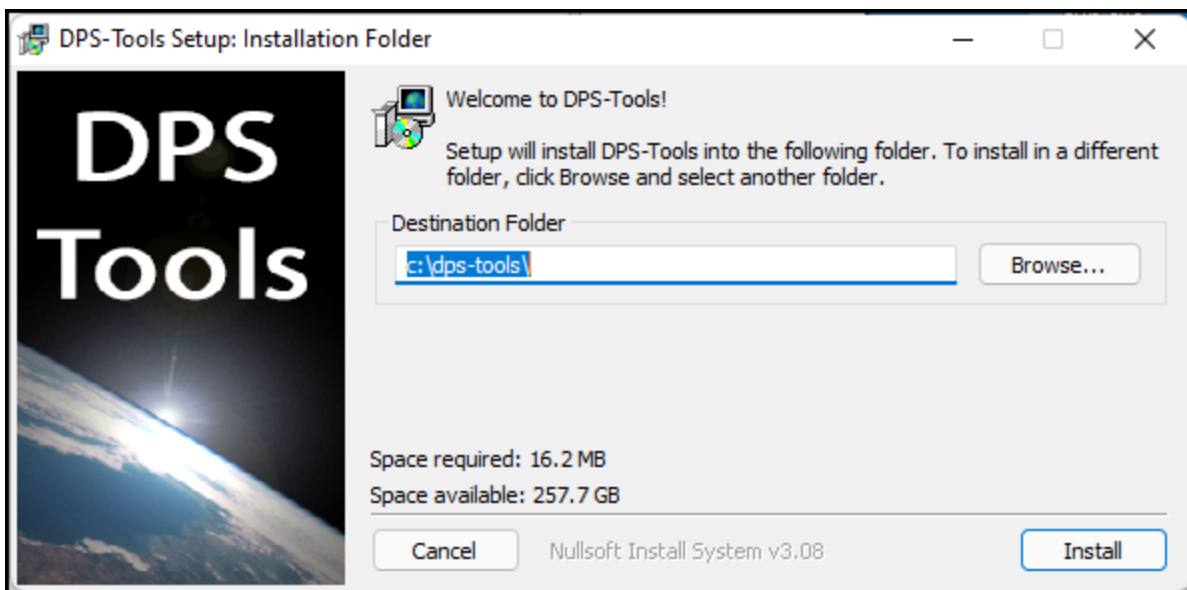 DPS-Tools Setup: Installation Folder
DPS
Tools
Welcome to DPS-Tools!
Setup will install DPS-Tools into the following folder. To install in a different
folder, click Browse and select another folder.
Destination Folder
c:\dps-tools\
Browse...
Space required: 16.2 MB
Space available: 257.7 GB
Cancel
Nullsoft Install System v3.08
Install